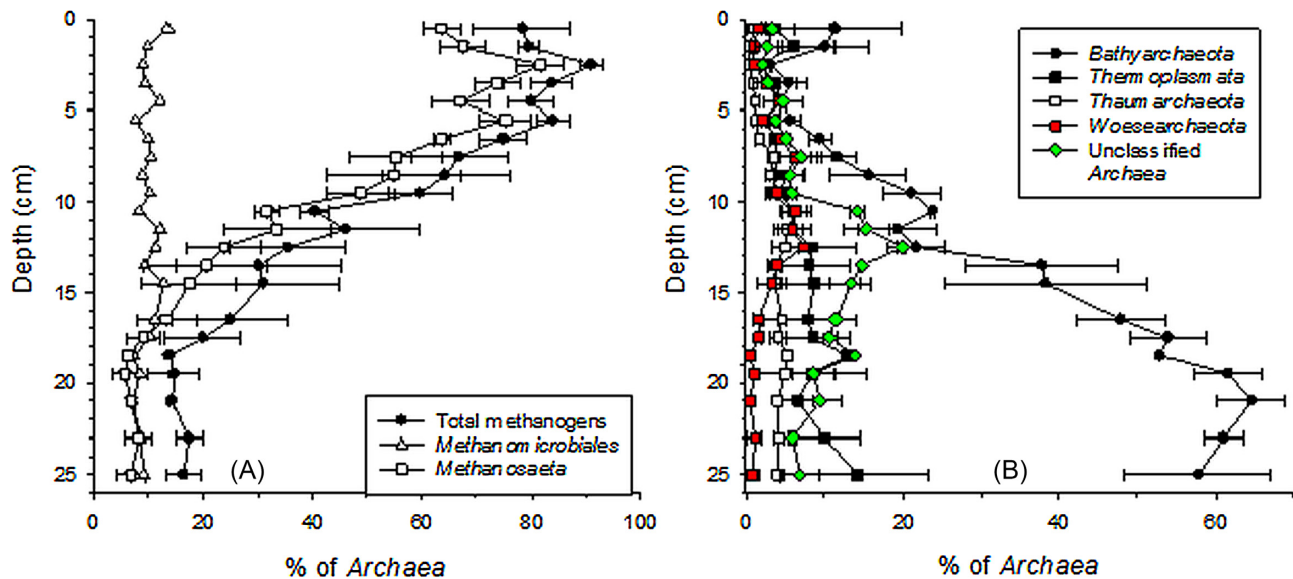 0
5
10
15
20
25
Depth (cm)
(A)
Total methanogens
Methanomicrobiales
Methanosaeta
0 20 40 60 80 100
% of Archaea
0
5
10
15
20
25
Depth (cm)
Bathyarchaeota
Thermoplasmata
Thaumarchaeota
Woesearchaeota
Unclassified
Archaea
(B)
0 20 40 60
% of Archaea